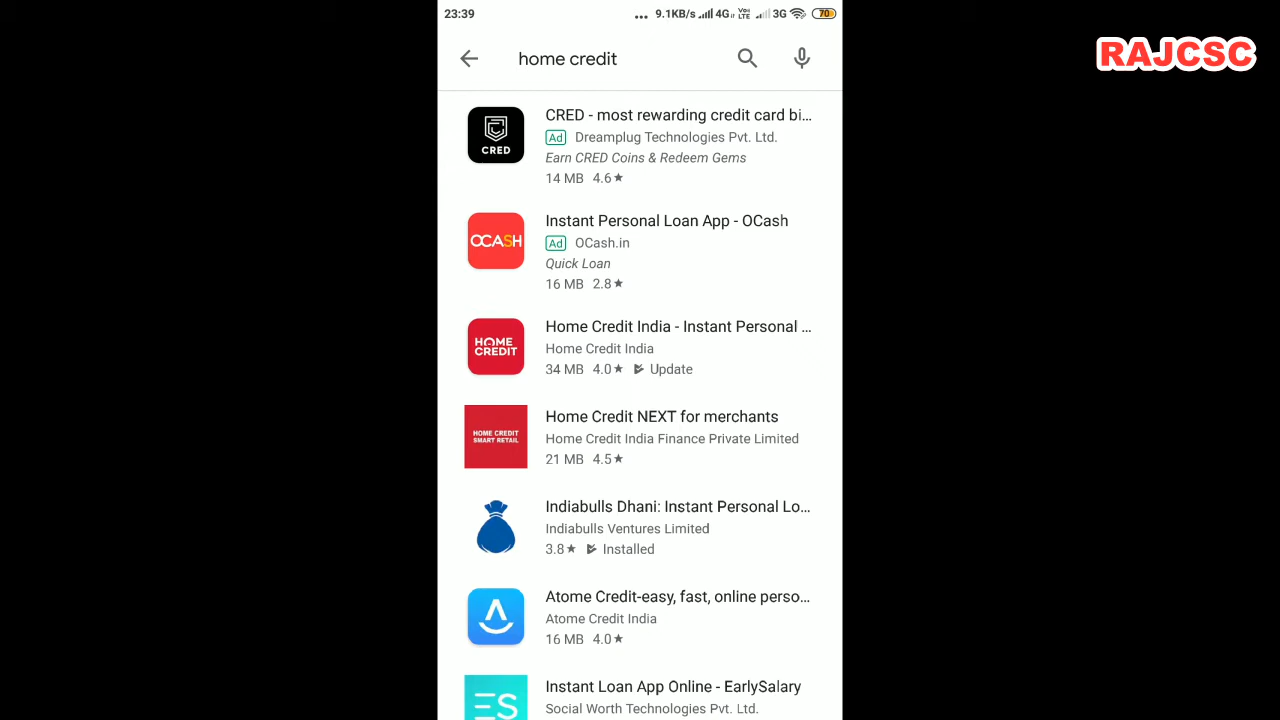 23:39
... 9.1KB/s 4G VoLTE 3G 70
RAJCSC
home credit
CRED - most rewarding credit card bi...
Ad Dreamplug Technologies Pvt. Ltd.
CRED
Earn CRED Coins & Redeem Gems
14 MB 4.6★
Instant Personal Loan App - OCash
OCASH
Ad OCash.in
Quick Loan
16 MB 2.8★
Home Credit India - Instant Personal ...
HOME
CREDIT
Home Credit India
34 MB 4.0★ Update
Home Credit NEXT for merchants
HOME CREDIT
SMART RETAIL
Home Credit India Finance Private Limited
21 MB 4.5★
Indiabulls Dhani: Instant Personal Lo...
Indiabulls Ventures Limited
3.8★ Installed
Atome Credit-easy, fast, online perso...
Atome Credit India
16 MB 4.0★
Instant Loan App Online - EarlySalary
ES
Social Worth Technologies Pvt. Ltd.